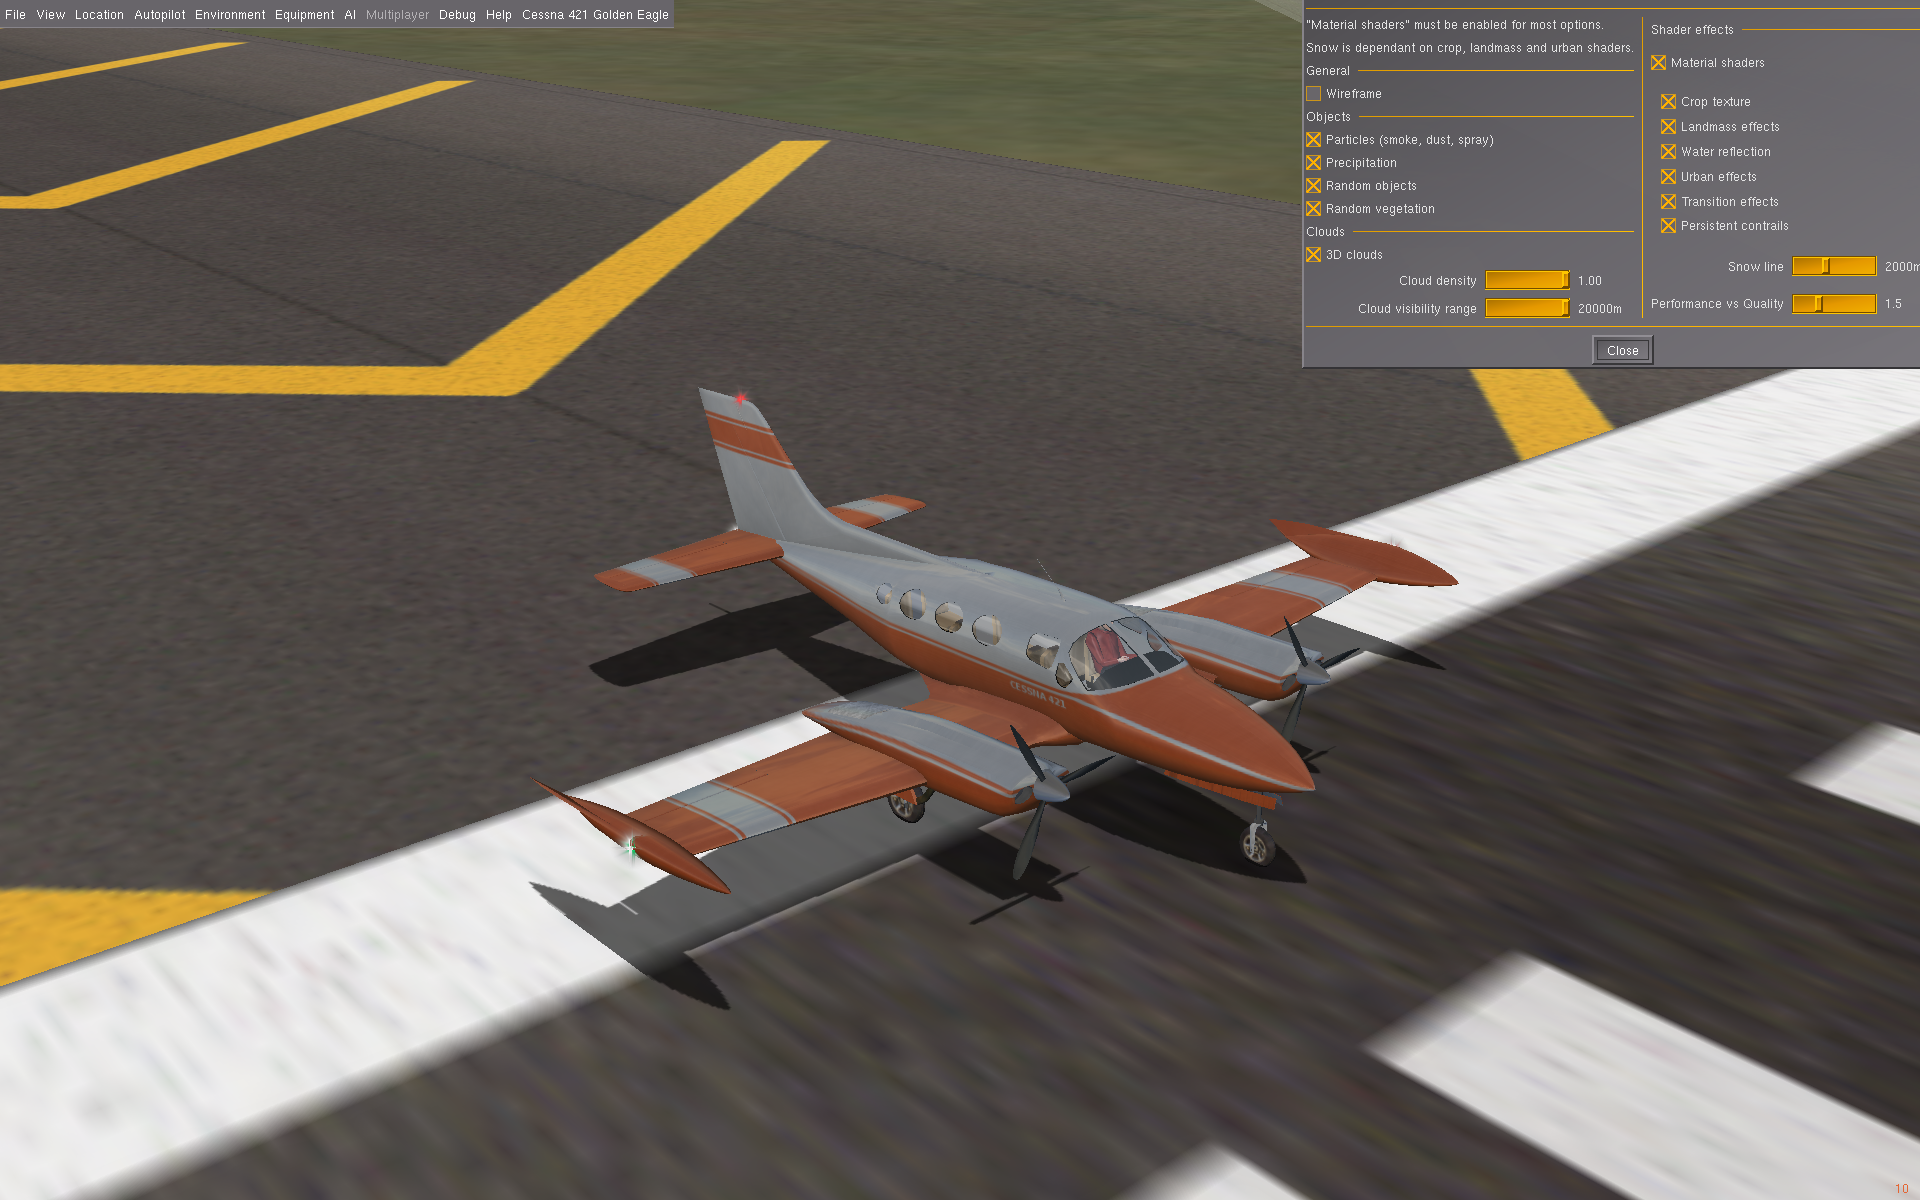 File View Location Autopilot Environment Equipment AI Multiplayer Debug Help Cessna 421 Golden Eagle
"Material shaders" must be enabled for most options.
Snow is dependant on crop, landmass and urban shaders.
General
Wireframe
Objects
Particles (smoke, dust, spray)
Precipitation
Random objects
Random vegetation
Clouds
3D clouds
Cloud density 1.00
Cloud visibility range 20000m
Shader effects
Material shaders
Crop texture
Landmass effects
Water reflection
Urban effects
Transition effects
Persistent contrails
Snow line 2000m
Performance vs Quality 1.5
Close
CESSNA 421
10